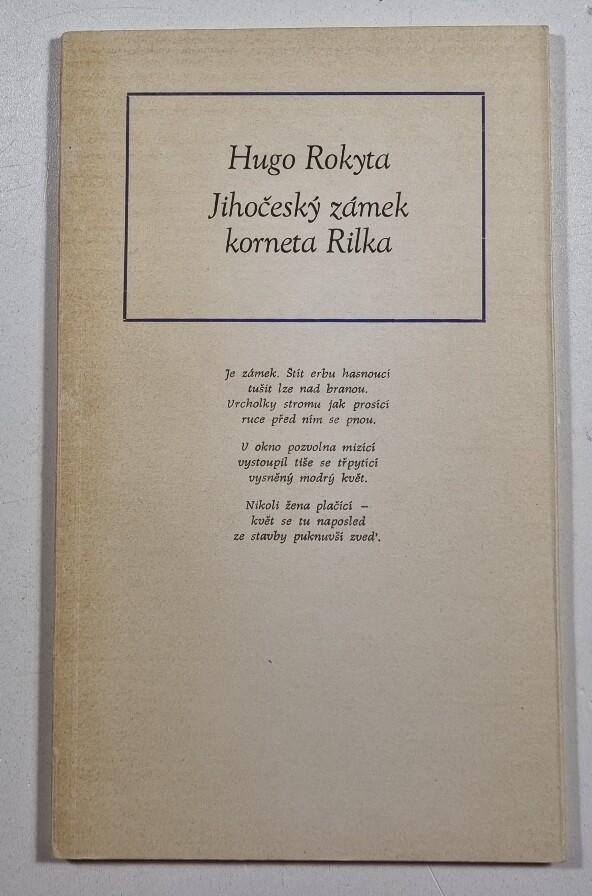 Hugo Rokyta
Jihočeský zámek
korneta Rilka
Je zámek. Štít erbu hasnoucí
tušit lze nad branou.
Vrcholky stromu jak prosící
ruce před ním se pnou.
V okno pozvolna mizící
vystoupil tiše se třpytící
vysněný modrý květ.
Nikoli žena plačící –
květ se tu naposled
ze stavby puknuvší zved'.